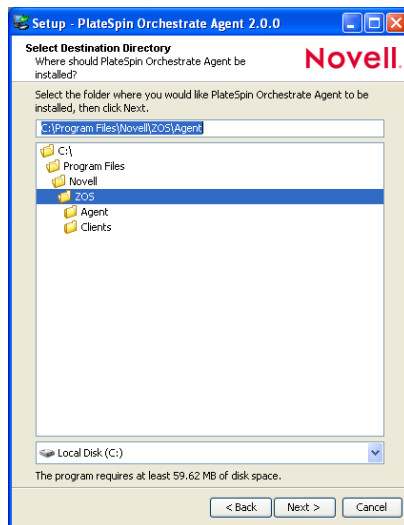 Setup - PlateSpin Orchestrate Agent 2.0.0
Select Destination Directory
Where should PlateSpin Orchestrate Agent be
installed?
Novell.
Select the folder where you would like PlateSpin Orchestrate Agent to be
installed, then click Next.
C:\Program Files\Novell\ZOS\Agent
C:\
Program Files
Novell
ZOS
Agent
Clients
Local Disk (C:)
The program requires at least 59.62 MB of disk space.
< Back
Next >
Cancel